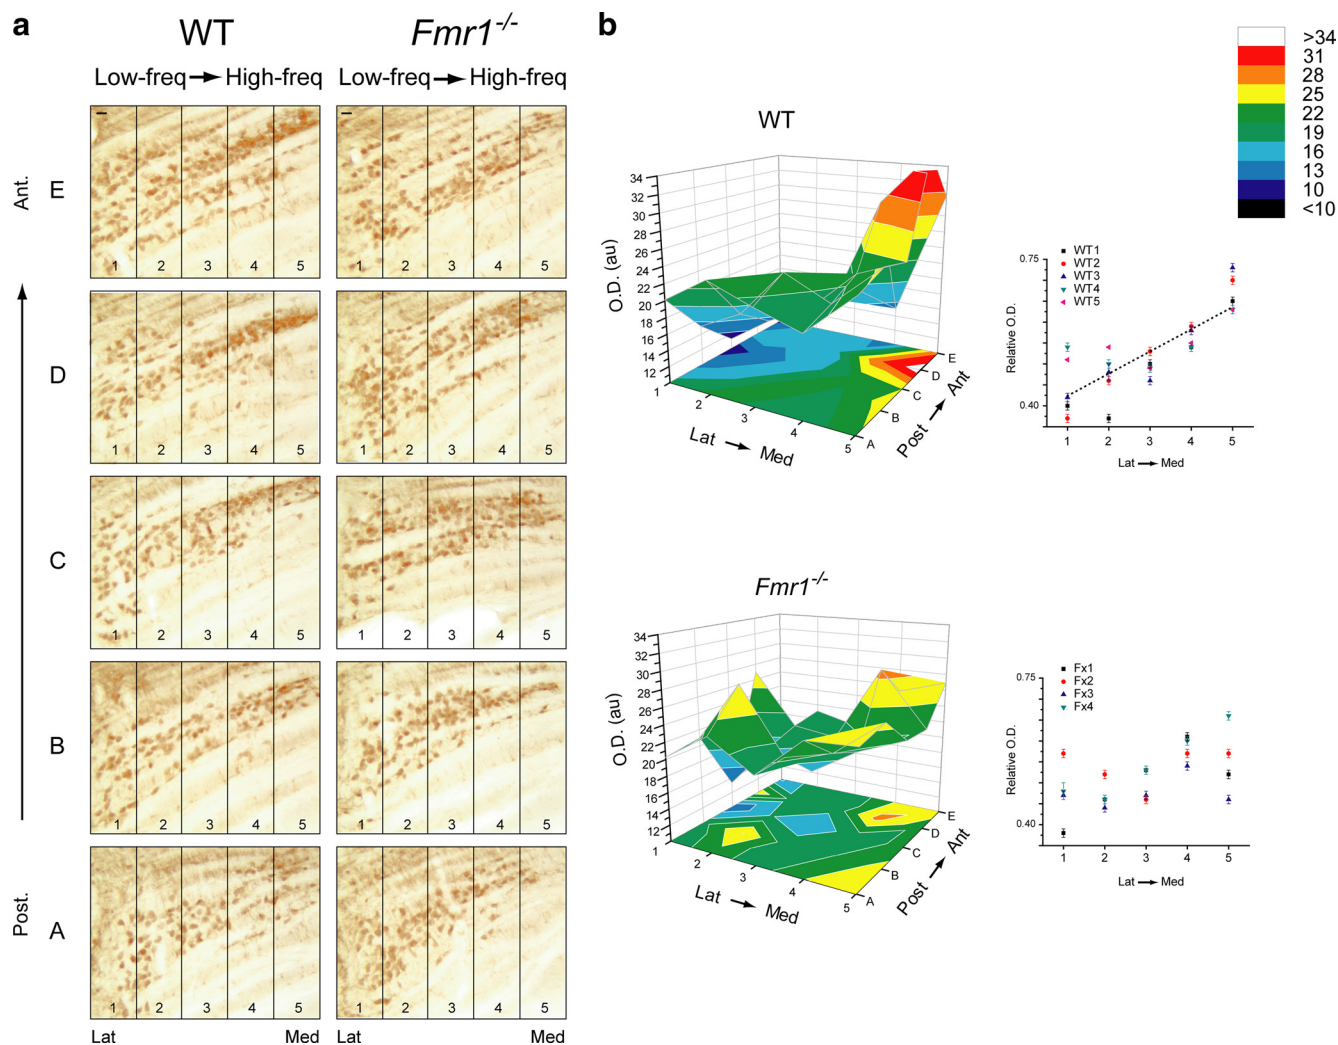 a
WT
Fmr1-/-
Low-freq → High-freq
Low-freq → High-freq
Ant.
Post.
E
1 2 3 4 5
1 2 3 4 5
D
1 2 3 4 5
1 2 3 4 5
C
1 2 3 4 5
1 2 3 4 5
B
1 2 3 4 5
1 2 3 4 5
A
1 2 3 4 5
1 2 3 4 5
Lat
Med
Lat
Med
b
>34
31
28
25
22
19
16
13
10
<10
WT
O.D. (au)
34
32
30
28
26
24
22
20
18
16
14
12
1
2
3
4
5
Lat → Med
A
B
C
D
E
Post → Ant
WT1
WT2
WT3
WT4
WT5
0.75
0.40
Relative O.D.
1 2 3 4 5
Lat → Med
Fmr1-/-
O.D. (au)
34
32
30
28
26
24
22
20
18
16
14
12
1
2
3
4
5
Lat → Med
A
B
C
D
E
Post → Ant
Fx1
Fx2
Fx3
Fx4
0.75
0.40
Relative O.D.
1 2 3 4 5
Lat → Med